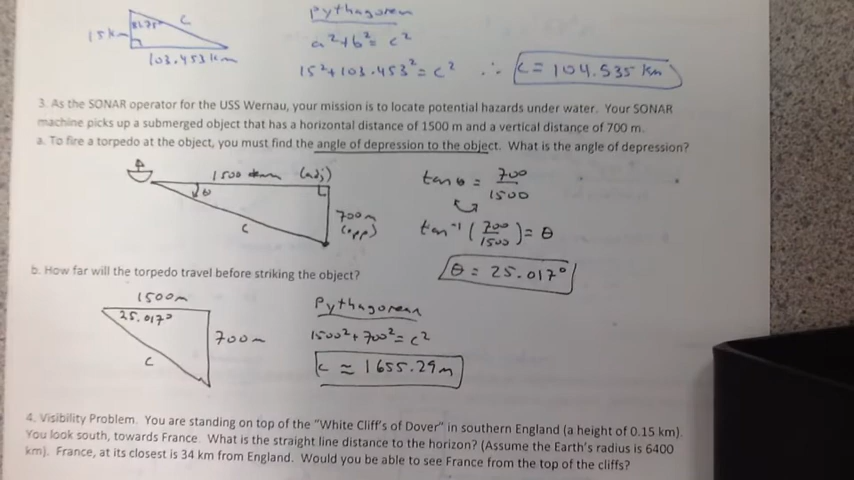 15km 81.75° c
103.453km
Pythagorean
a²+b²=c²
15²+103.453²=c² ∴ c = 104.535 km
3. As the SONAR operator for the USS Wernau, your mission is to locate potential hazards under water. Your SONAR
machine picks up a submerged object that has a horizontal distance of 1500 m and a vertical distance of 700 m.
a. To fire a torpedo at the object, you must find the angle of depression to the object. What is the angle of depression?
1500 m (adj)
θ
700m
(opp)
c
tanθ = 700/1500
tan⁻¹(700/1500)=θ
θ = 25.017°
b. How far will the torpedo travel before striking the object?
1500m
25.017°
700m
c
Pythagorean
1500²+700²=c²
c ≈ 1655.29m
4. Visibility Problem. You are standing on top of the "White Cliff's of Dover" in southern England (a height of 0.15 km).
You look south, towards France. What is the straight line distance to the horizon? (Assume the Earth's radius is 6400
km). France, at its closest is 34 km from England. Would you be able to see France from the top of the cliffs?